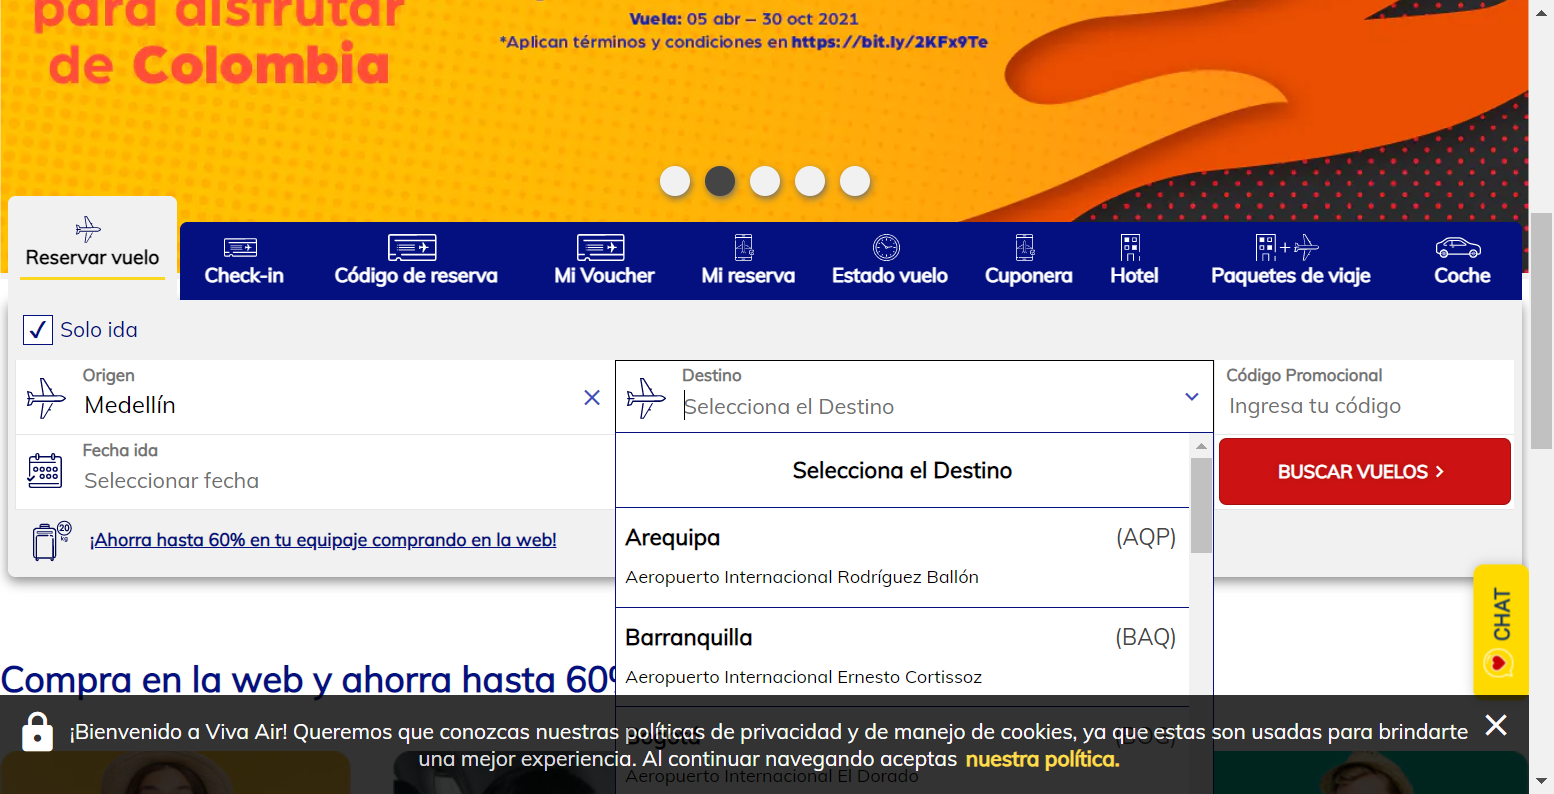 para disfrutar
de Colombia
Vuela: 05 abr – 30 oct 2021
*Aplican términos y condiciones en https://bit.ly/2KFx9Te
Reservar vuelo
Check-in
Código de reserva
Mi Voucher
Mi reserva
Estado vuelo
Cuponera
Hotel
Paquetes de viaje
Coche
Solo ida
Origen
Medellín
Destino
Selecciona el Destino
Código Promocional
Ingresa tu código
Fecha ida
Seleccionar fecha
BUSCAR VUELOS >
20 kg
¡Ahorra hasta 60% en tu equipaje comprando en la web!
Selecciona el Destino
Arequipa (AQP)
Aeropuerto Internacional Rodríguez Ballón
Barranquilla (BAQ)
Aeropuerto Internacional Ernesto Cortissoz
Bogotá (BOG)
Aeropuerto Internacional El Dorado
CHAT
Compra en la web y ahorra hasta 60%
¡Bienvenido a Viva Air! Queremos que conozcas nuestras políticas de privacidad y de manejo de cookies, ya que estas son usadas para brindarte
una mejor experiencia. Al continuar navegando aceptas nuestra política.